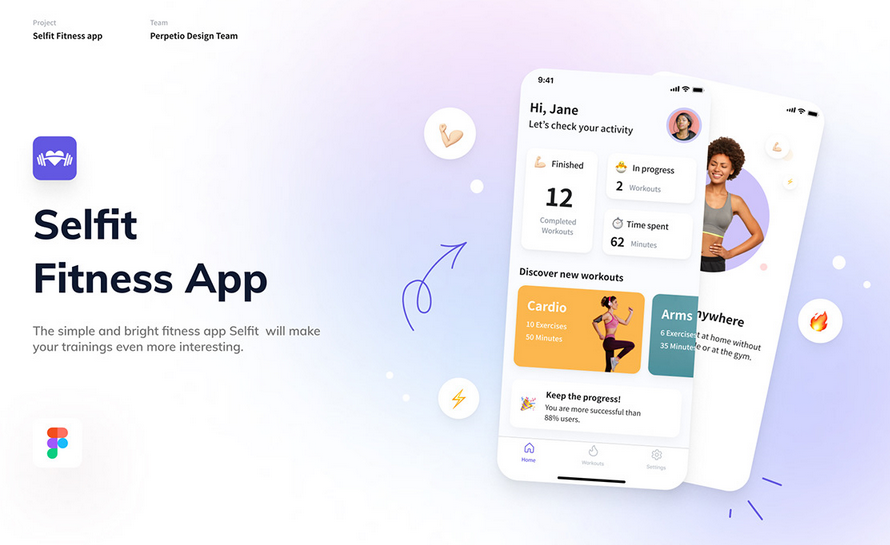 Project
Team
Selfit Fitness app
Perpetio Design Team
Selfit
Fitness App
The simple and bright fitness app Selfit will make
your trainings even more interesting.
9:41
Hi, Jane
Let's check your activity
Finished
12
Completed
Workouts
In progress
2 Workouts
Time spent
62 Minutes
Discover new workouts
Cardio
10 Exercises
50 Minutes
Arms
6 Exercises
35 Minutes
Keep the progress!
You are more successful than
88% users.
Home
Workouts
Settings
at home without
or at the gym.